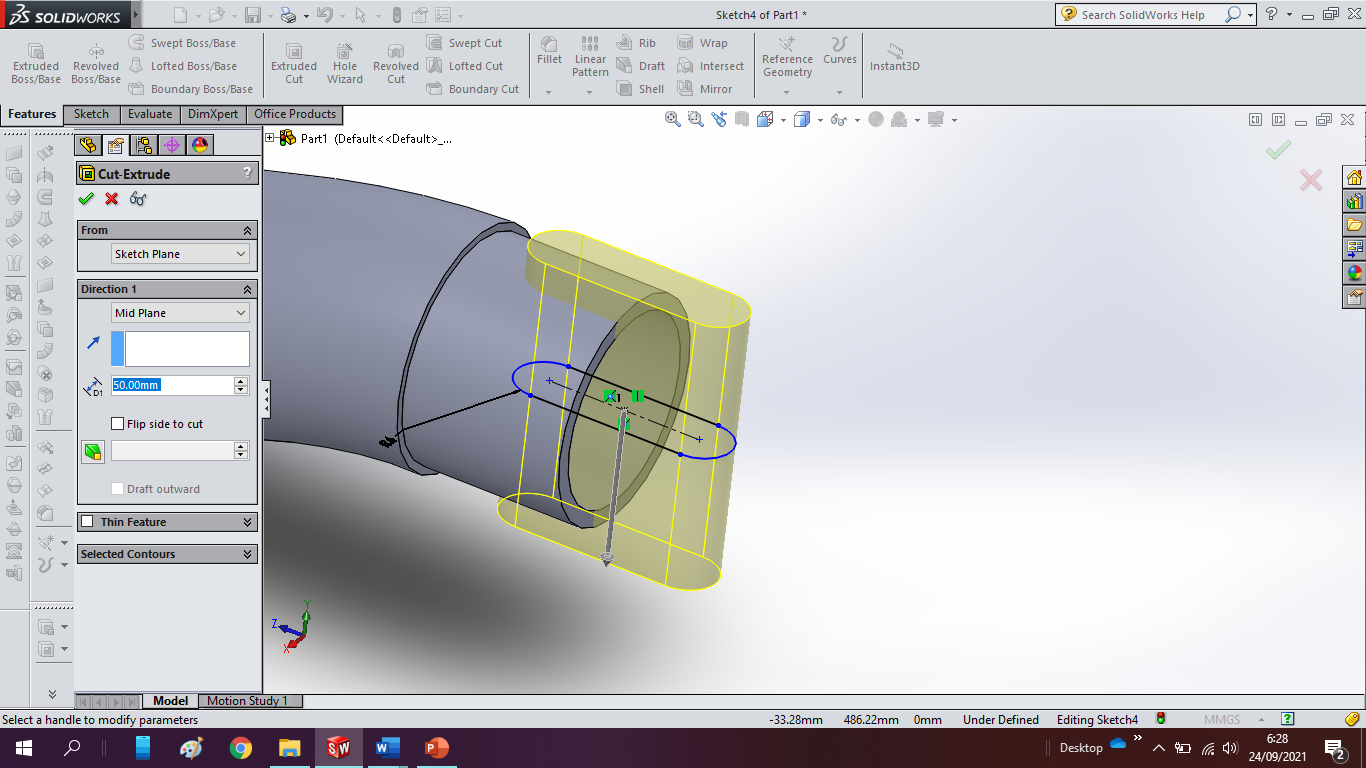 SOLIDWORKS
Sketch4 of Part1 *
Search SolidWorks Help
?
Extruded Boss/Base
Revolved Boss/Base
Swept Boss/Base
Lofted Boss/Base
Boundary Boss/Base
Extruded Cut
Hole Wizard
Revolved Cut
Swept Cut
Lofted Cut
Boundary Cut
Fillet
Linear Pattern
Rib
Draft
Shell
Wrap
Intersect
Mirror
Reference Geometry
Curves
Instant3D
Features
Sketch
Evaluate
DimXpert
Office Products
Part1 (Default<<Default>_...
Cut-Extrude
?
From
Sketch Plane
Direction 1
Mid Plane
D1
50.00mm
Flip side to cut
Draft outward
Thin Feature
Selected Contours
1
Y
Z
X
Model
Motion Study 1
Select a handle to modify parameters
-33.28mm
486.22mm
0mm
Under Defined
Editing Sketch4
MMGS
?
SW
W
P
Desktop
6:28
24/09/2021
2